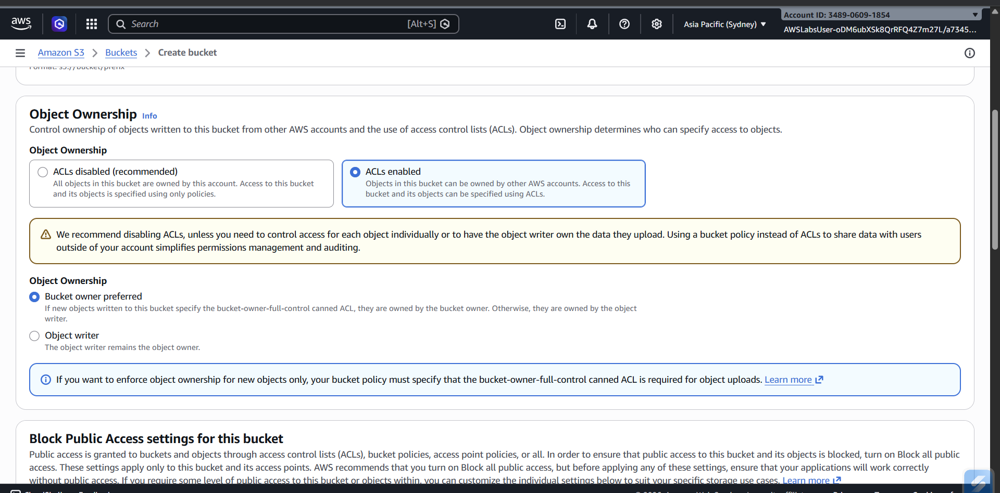 aws
Search
[Alt+S]
Asia Pacific (Sydney)
Account ID: 3489-0609-1854
AWSLabsUser-oDM6ubXSk8QrRFQ4Z7m27L/a7345...
Amazon S3
Buckets
Create bucket
Format: s3://bucket/prefix
Object Ownership Info
Control ownership of objects written to this bucket from other AWS accounts and the use of access control lists (ACLs). Object ownership determines who can specify access to objects.
Object Ownership
ACLs disabled (recommended)
All objects in this bucket are owned by this account. Access to this bucket
and its objects is specified using only policies.
ACLs enabled
Objects in this bucket can be owned by other AWS accounts. Access to this
bucket and its objects can be specified using ACLs.
We recommend disabling ACLs, unless you need to control access for each object individually or to have the object writer own the data they upload. Using a bucket policy instead of ACLs to share data with users
outside of your account simplifies permissions management and auditing.
Object Ownership
Bucket owner preferred
If new objects written to this bucket specify the bucket-owner-full-control canned ACL, they are owned by the bucket owner. Otherwise, they are owned by the object
writer.
Object writer
The object writer remains the object owner.
If you want to enforce object ownership for new objects only, your bucket policy must specify that the bucket-owner-full-control canned ACL is required for object uploads. Learn more
Block Public Access settings for this bucket
Public access is granted to buckets and objects through access control lists (ACLs), bucket policies, access point policies, or all. In order to ensure that public access to this bucket and its objects is blocked, turn on Block all public
access. These settings apply only to this bucket and its access points. AWS recommends that you turn on Block all public access, but before applying any of these settings, ensure that your applications will work correctly
without public access. If you require some level of public access to this bucket or objects within, you can customize the individual settings below to suit your specific storage use cases. Learn more